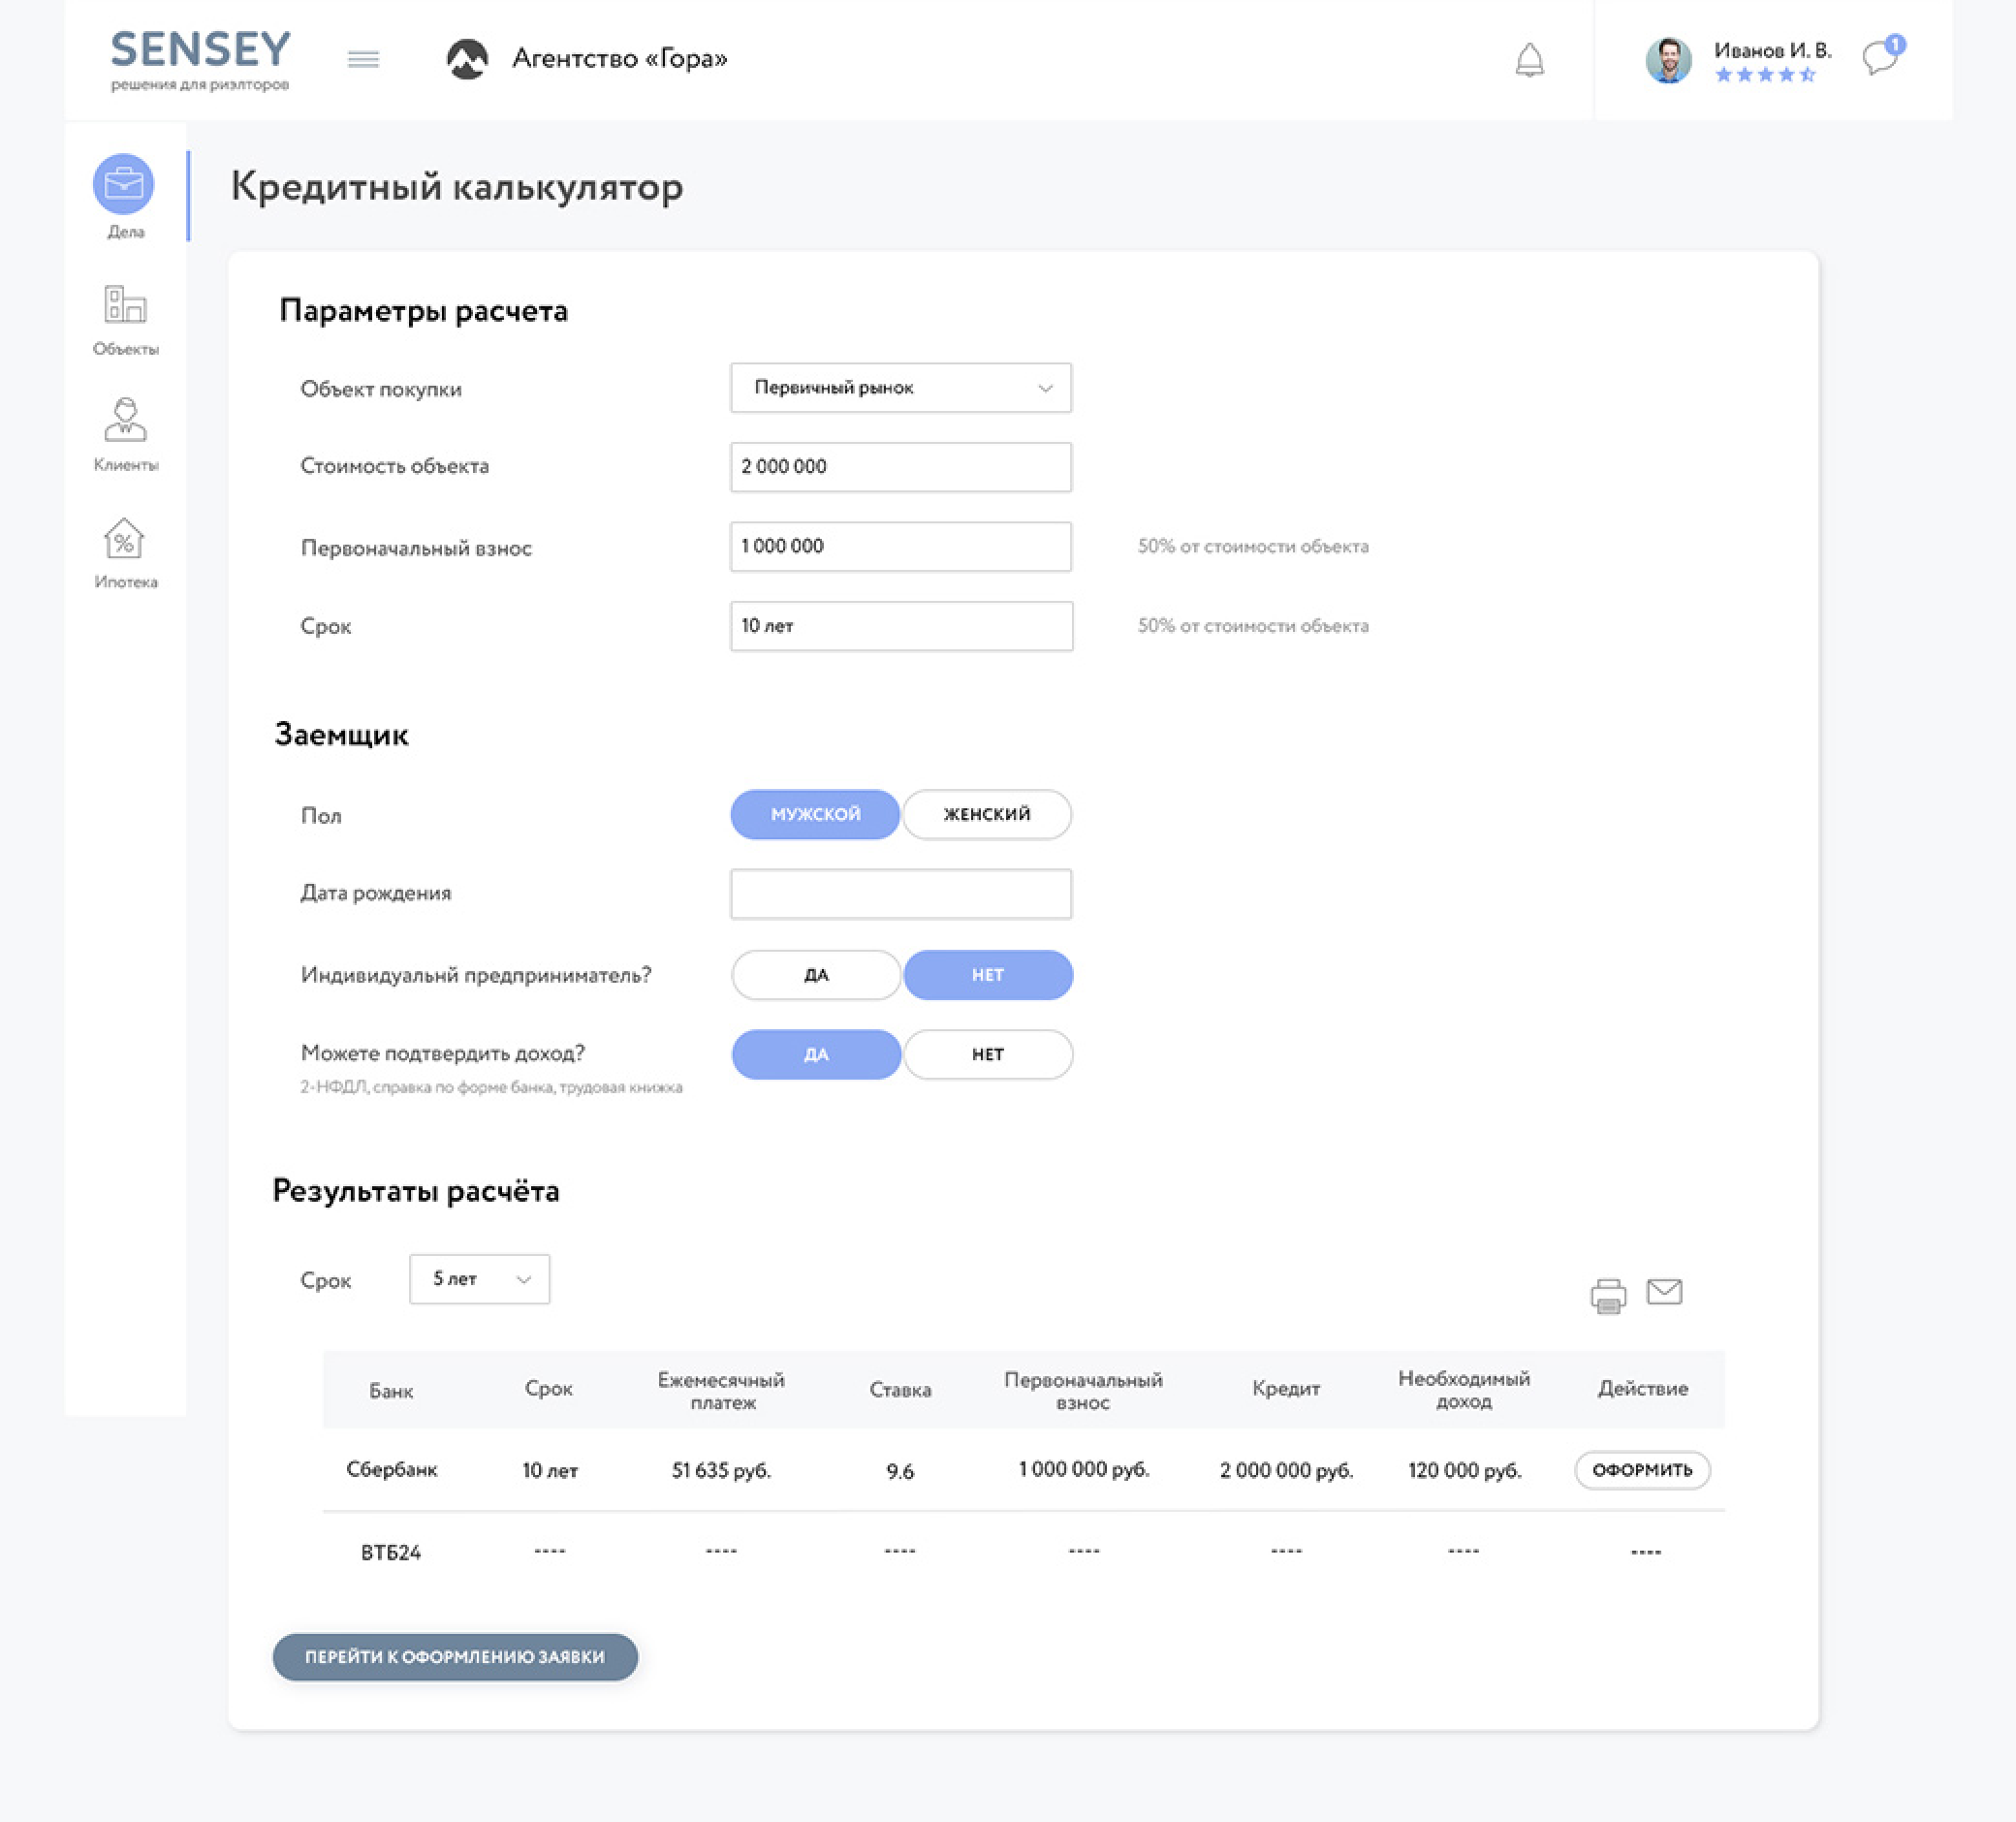 SENSEY
решения для риэлторов
Агентство «Гора»
Иванов И. В.
1
Дела
Объекты
Клиенты
%
Ипотека
Кредитный калькулятор
Параметры расчета
Объект покупки
Первичный рынок
Стоимость объекта
2 000 000
Первоначальный взнос
1 000 000
50% от стоимости объекта
Срок
10 лет
50% от стоимости объекта
Заемщик
Пол
МУЖСКОЙ
ЖЕНСКИЙ
Дата рождения
Индивидуальнй предприниматель?
ДА
НЕТ
Можете подтвердить доход?
ДА
НЕТ
2-НФДЛ, справка по форме банка, трудовая книжка
Результаты расчёта
Срок
5 лет
Банк
Срок
Ежемесячный
платеж
Ставка
Первоначальный
взнос
Кредит
Необходимый
доход
Действие
Сбербанк
10 лет
51 635 руб.
9.6
1 000 000 руб.
2 000 000 руб.
120 000 руб.
ОФОРМИТЬ
ВТБ24
----
----
----
----
----
----
----
ПЕРЕЙТИ К ОФОРМЛЕНИЮ ЗАЯВКИ